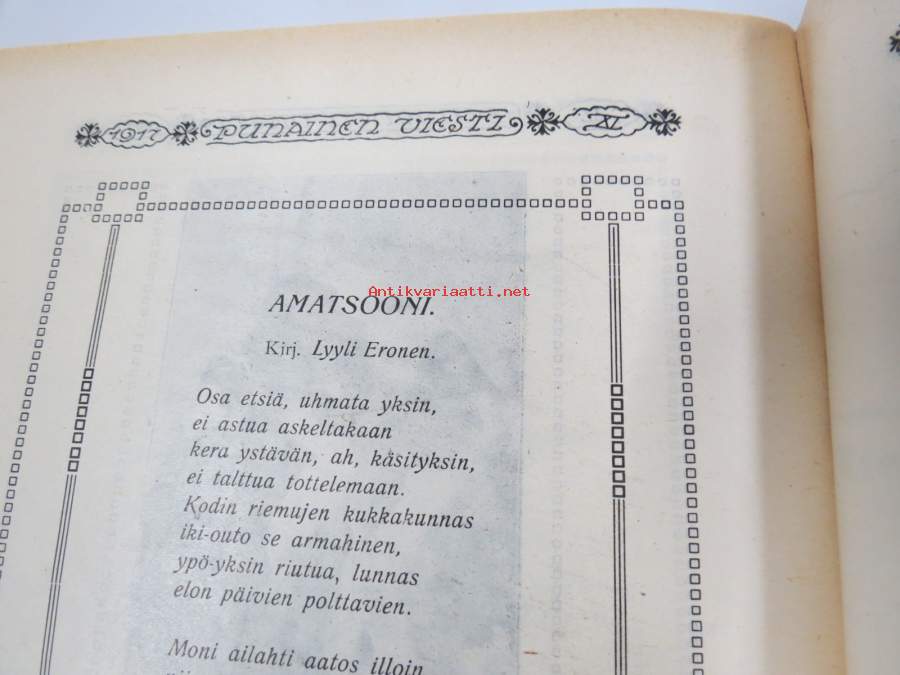 1917 PUNAINEN VIESTI XI
Antikvariaatti.net
AMATSOONI.
Kirj. Lyyli Eronen.
Osa etsiä, uhmata yksin,
ei astua askeltakaan
kera ystävän, ah, käsityksin,
ei talttua tottelemaan.
Kodin riemujen kukkakunnas
iki-outo se armahinen,
ypö-yksin riutua, lunnas
elon päivien polttavien.
Moni ailahti aatos illoin